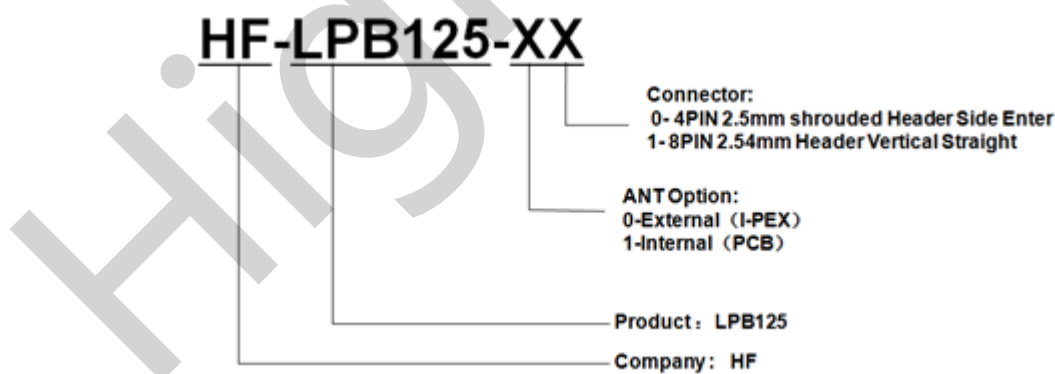 HF-LPB125-XX
Connector:
0- 4PIN 2.5mm shrouded Header Side Enter
1- 8PIN 2.54mm Header Vertical Straight
ANT Option:
0-External（I-PEX）
1-Internal（PCB）
Product：LPB125
Company： HF
High